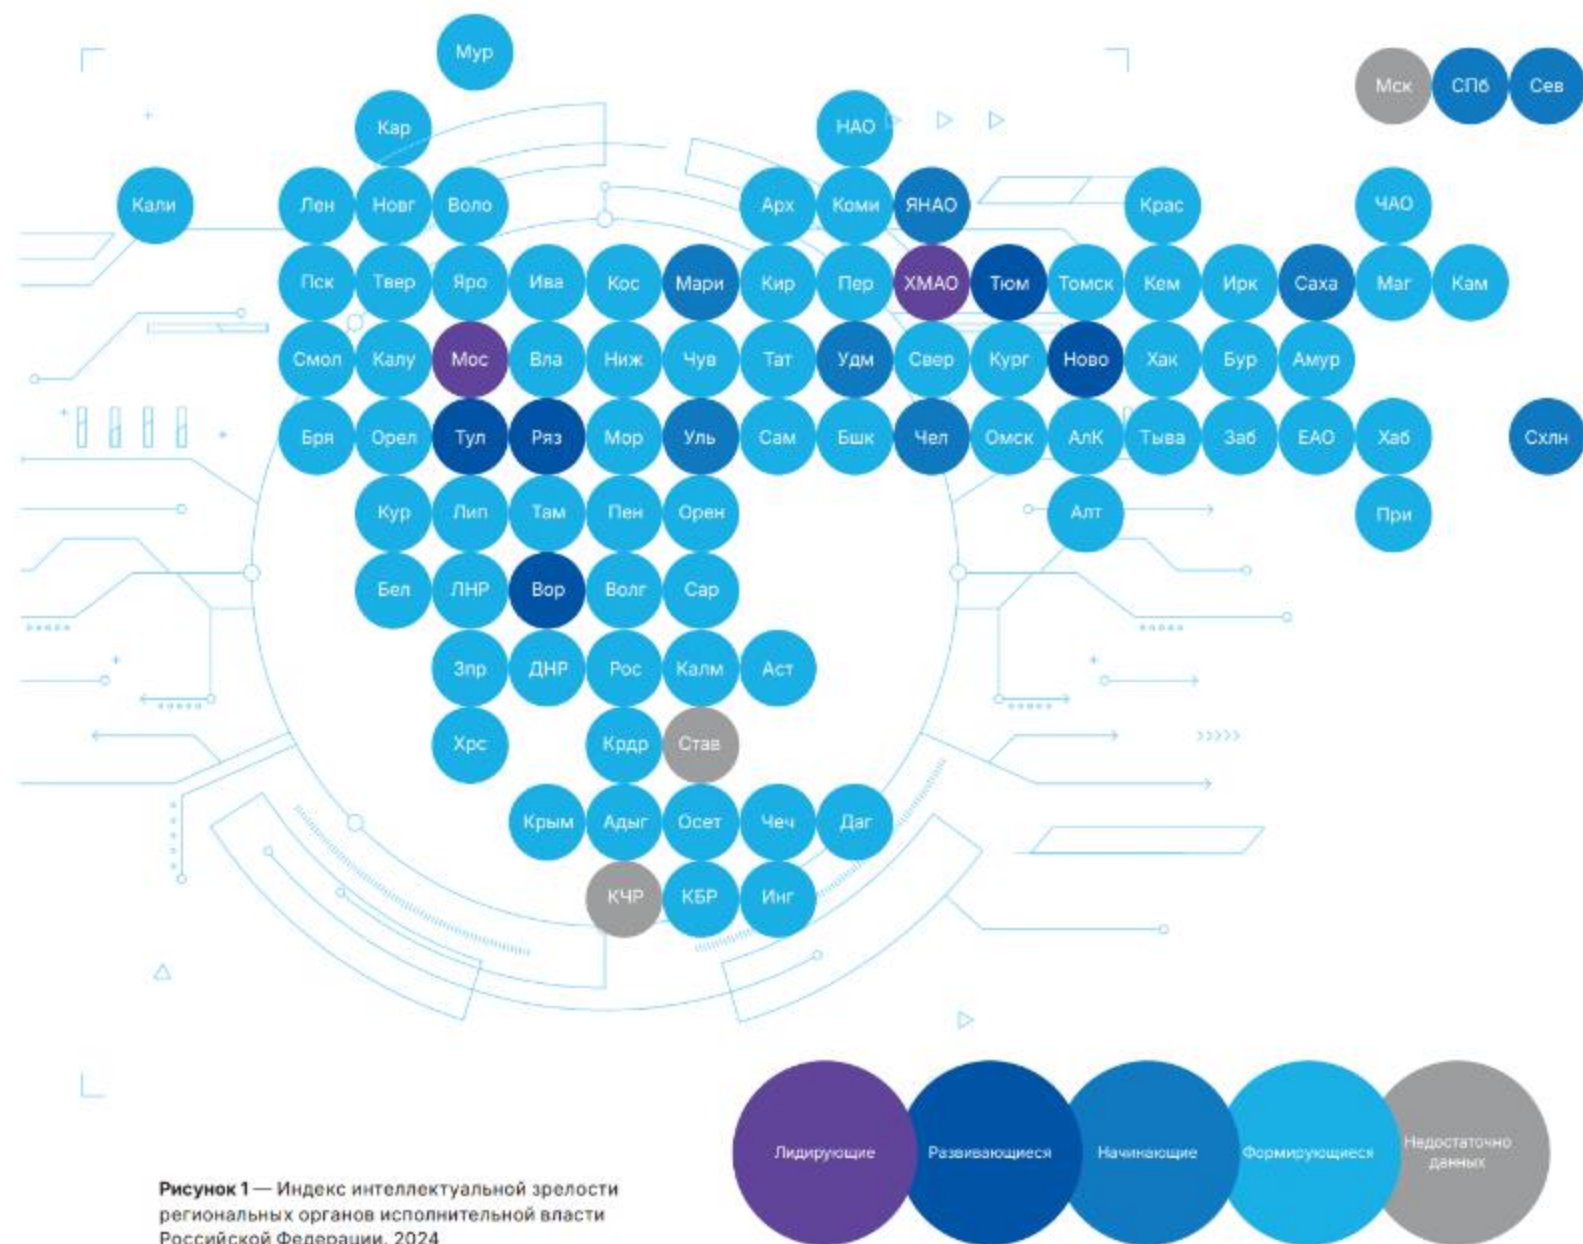 Мур
Мск СПб Сев
Кар НАО
Кали Лен Новг Воло Арх Коми ЯНАО Крас ЧАО
Пск Твер Яро Ива Кос Мари Кир Пер ХМАО Тюм Томск Кем Ирк Саха Маг Кам
Смол Калу Мос Вла Ниж Чув Тат Удм Свер Кург Ново Хак Бур Амур
Бря Орел Тул Ряз Мор Уль Сам Бшк Чел Омск АлК Тыва Заб ЕАО Хаб Схлн
Кур Лип Там Пен Орен Алт При
Бел ЛНР Вор Волг Сар
Зпр ДНР Рос Калм Аст
Хрс Крдр Став
Крым Адыг Осет Чеч Даг
КЧР КБР Инг
Лидирующие Развивающиеся Начинающие Формирующиеся Недостаточно
данных
Рисунок 1 — Индекс интеллектуальной зрелости
региональных органов исполнительной власти
Российской Федерации, 2024